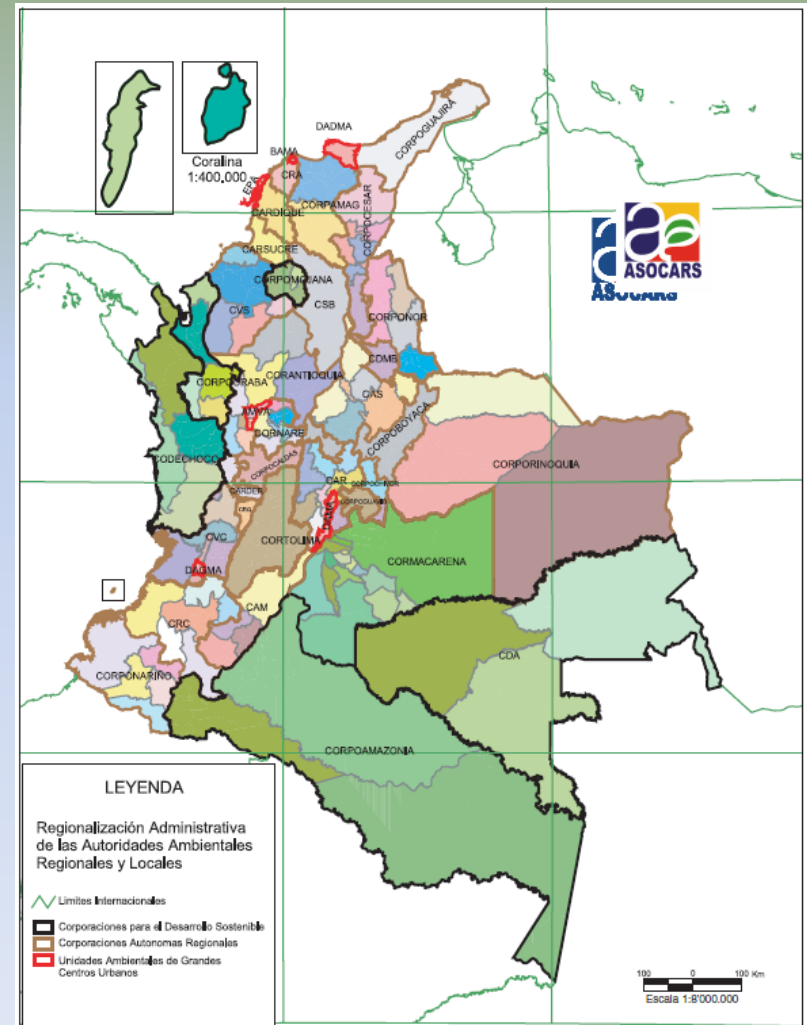 CORPOGUAJIRA
DADMA
BAMA
Coralina
1:400.000
CRA
EPA
CORPAMAG
CARDIQUE
CORPOCESAR
CARSUCRE
ASOCARS
ASOCARS
CORPOMOJANA
CSB
CVS
CORPONOR
CDMB
CORPOURABA
CORANTIOQUIA
CAS
AMVA
CORNARE
CORPOBOYACA
CODECHOCO
CORPOCALDAS
CORPORINOQUIA
CAR
CORPOCHIVOR
CARDER
CORPOGUAVIO
CRQ
DAMA
CVC
CORTOLIMA
CORMACARENA
DAGMA
CAM
CRC
CDA
CORPONARIÑO
CORPOAMAZONIA
LEYENDA
Regionalización Administrativa
de las Autoridades Ambientales
Regionales y Locales
Limites Internacionales
Corporaciones para el Desarrollo Sostenible
Corporaciones Autonomas Regionales
Unidades Ambientales de Grandes
Centros Urbanos
100 0 100 Km
Escala 1:8'000.000